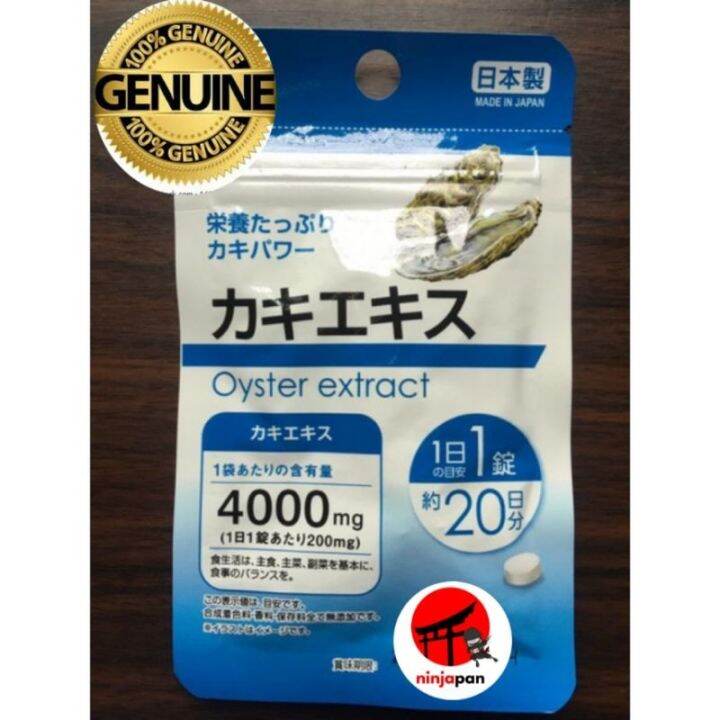 100% GENUINE
GENUINE
100% GENUINE
日本製
MADE IN JAPAN
栄養たっぷり
カキパワー
カキエキス
Oyster extract
カキエキス
1袋あたりの含有量
4000mg
(1日1錠あたり200mg)
食生活は、主食、主菜、副菜を基本に、
食事のバランスを。
1日1錠
の目安
約20日分
この表示値は、目安です。
合成着色料・香料・保存料全て無添加です。
※イラストはイメージです。
賞味期限:
ninjapan